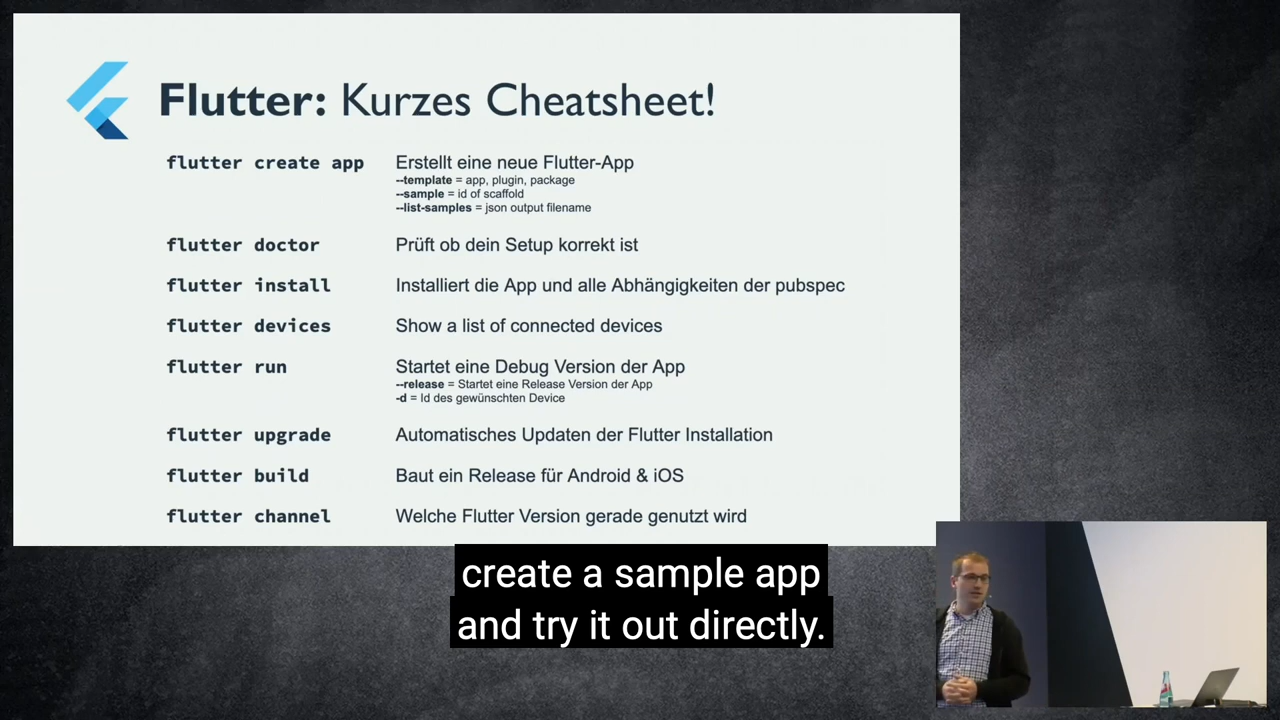 Flutter: Kurzes Cheatsheet!
flutter create app Erstellt eine neue Flutter-App
--template = app, plugin, package
--sample = id of scaffold
--list-samples = json output filename
flutter doctor Prüft ob dein Setup korrekt ist
flutter install Installiert die App und alle Abhängigkeiten der pubspec
flutter devices Show a list of connected devices
flutter run Startet eine Debug Version der App
--release = Startet eine Release Version der App
-d = Id des gewünschten Device
flutter upgrade Automatisches Updaten der Flutter Installation
flutter build Baut ein Release für Android & iOS
flutter channel Welche Flutter Version gerade genutzt wird
create a sample app
and try it out directly.